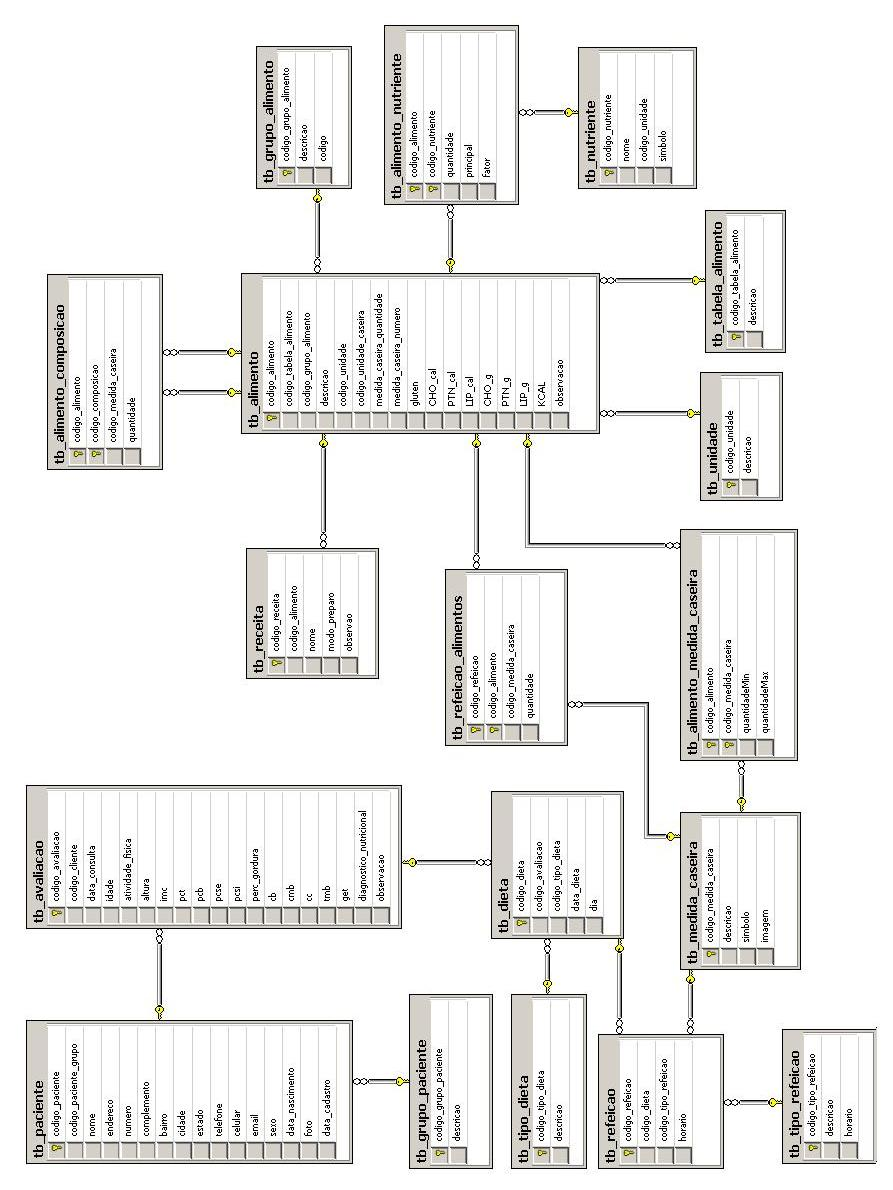 tb_paciente
codigo_paciente
codigo_paciente_grupo
nome
endereco
numero
complemento
bairro
cidade
estado
telefone
celular
email
sexo
data_nascimento
foto
data_cadastro
tb_avaliacao
codigo_avaliacao
codigo_cliente
data_consulta
idade
atividade_fisica
altura
imc
pct
pcb
pcse
pcsi
perc_gordura
cb
cmb
cc
tmb
get
diagnostico_nutricional
observacao
tb_alimento_composicao
codigo_alimento
codigo_composicao
codigo_medida_caseira
quantidade
tb_receita
codigo_receita
codigo_alimento
nome
modo_preparo
observao
tb_alimento
codigo_alimento
codigo_tabela_alimento
codigo_grupo_alimento
descricao
codigo_unidade
codigo_unidade_caseira
medida_caseira_quantidade
medida_caseira_numero
gluten
CHO_cal
PTN_cal
LIP_cal
CHO_g
PTN_g
LIP_g
KCAL
observacao
tb_grupo_alimento
codigo_grupo_alimento
descricao
codigo
tb_alimento_nutriente
codigo_alimento
codigo_nutriente
quantidade
principal
fator
tb_grupo_paciente
codigo_grupo_paciente
descricao
tb_refeicao_alimentos
codigo_refeicao
codigo_alimento
codigo_medida_caseira
quantidade
tb_dieta
codigo_dieta
codigo_avaliacao
codigo_tipo_dieta
data_dieta
dia
tb_tipo_dieta
codigo_tipo_dieta
descricao
tb_nutriente
codigo_nutriente
nome
codigo_unidade
simbolo
tb_refeicao
codigo_refeicao
codigo_dieta
codigo_tipo_refeicao
horario
tb_medida_caseira
codigo_medida_caseira
descricao
simbolo
imagem
tb_alimento_medida_caseira
codigo_alimento
codigo_medida_caseira
quantidadeMin
quantidadeMax
tb_unidade
codigo_unidade
descricao
tb_tabela_alimento
codigo_tabela_alimento
descricao
tb_tipo_refeicao
codigo_tipo_refeicao
descricao
horario